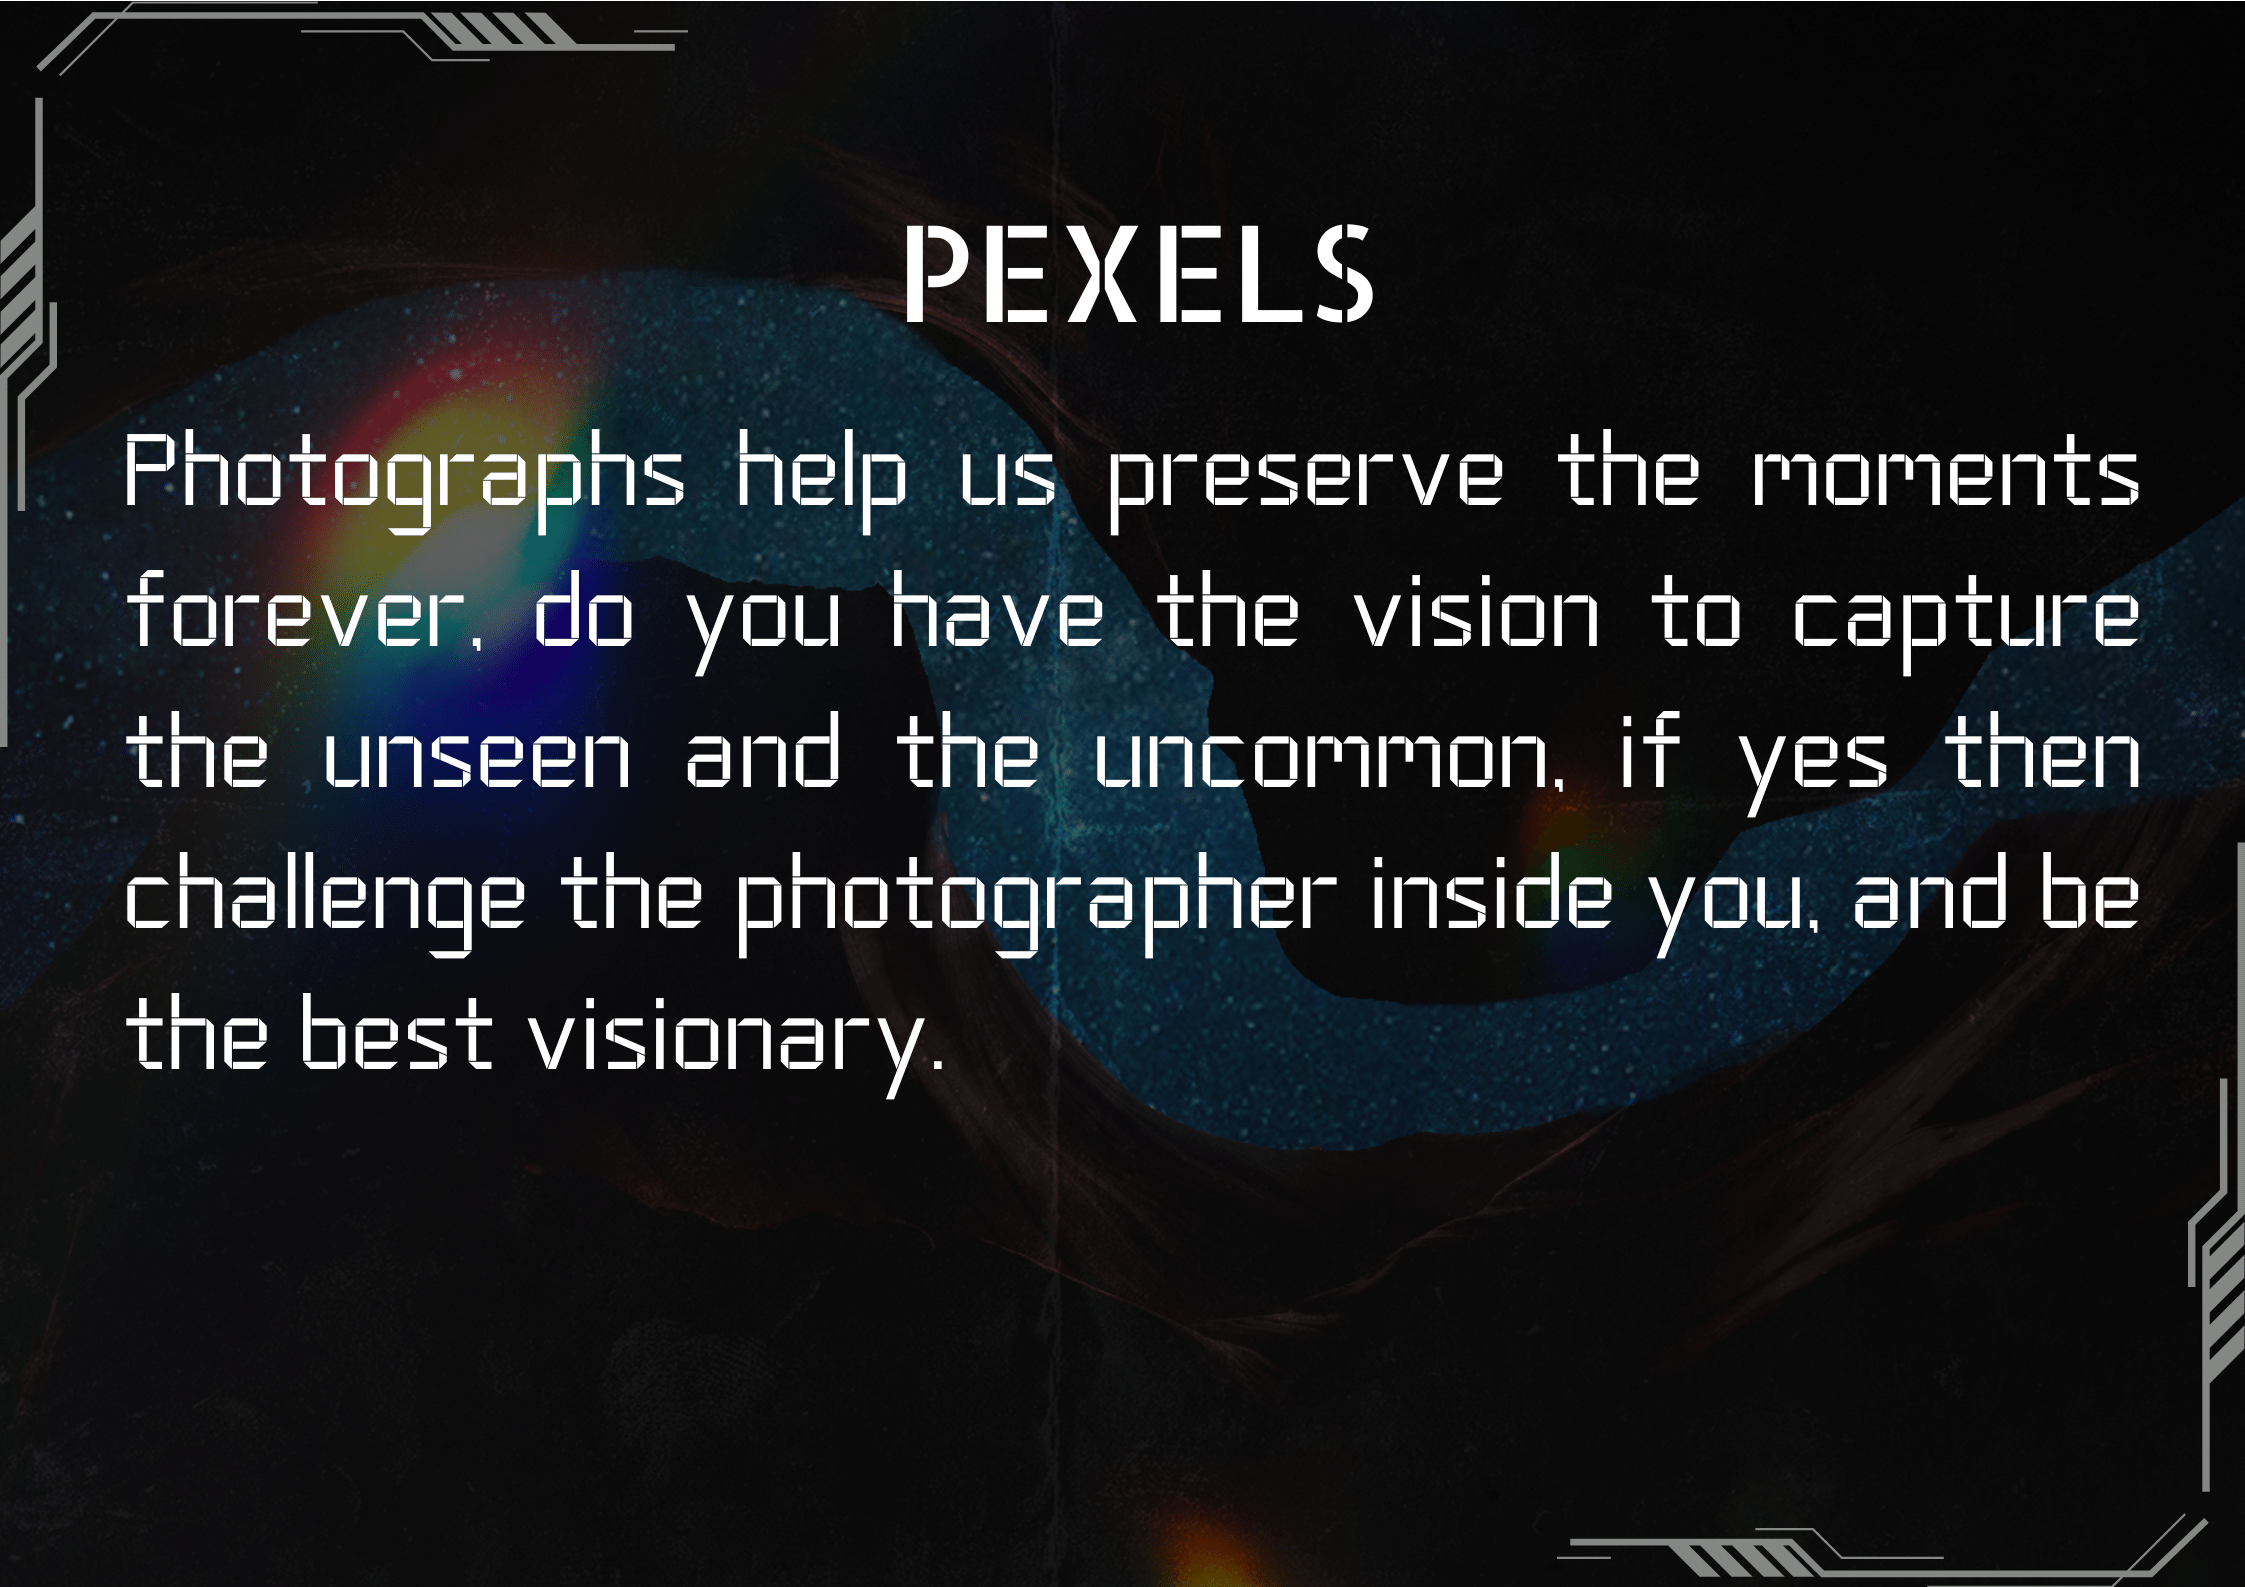 PEXELS
Photographs help us preserve the moments
forever, do you have the vision to capture
the unseen and the uncommon, if yes then
challenge the photographer inside you, and be
the best visionary.